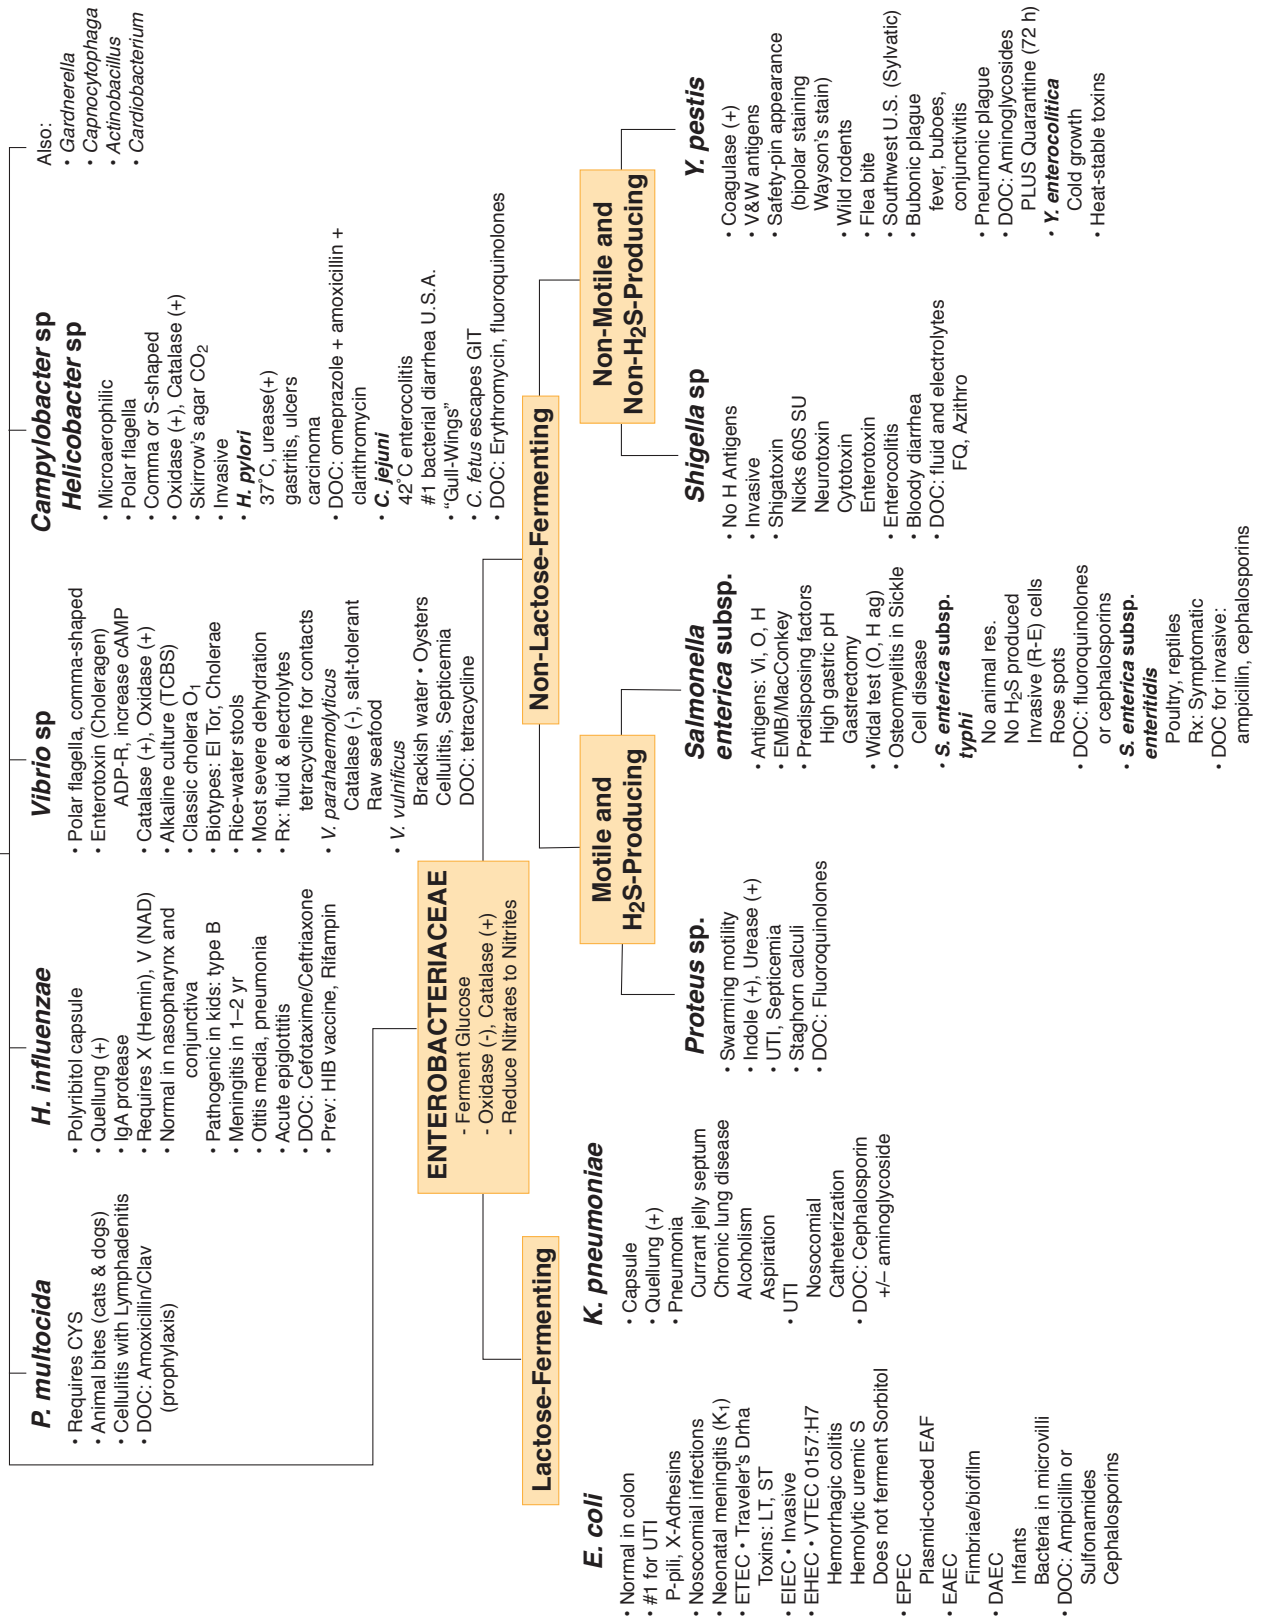 P. multocida
• Requires CYS
• Animal bites (cats & dogs)
• Cellulitis with Lymphadenitis
• DOC: Amoxicillin/Clav
(prophylaxis)
H. influenzae
• Polyribitol capsule
• Quellung (+)
• IgA protease
• Requires X (Hemin), V (NAD)
• Normal in nasopharynx and
conjunctiva
• Pathogenic in kids: type B
• Meningitis in 1–2 yr
• Otitis media, pneumonia
• Acute epiglottitis
• DOC: Cefotaxime/Ceftriaxone
• Prev: HIB vaccine, Rifampin
Vibrio sp
• Polar flagella, comma-shaped
• Enterotoxin (Choleragen)
ADP-R, increase cAMP
• Catalase (+), Oxidase (+)
• Alkaline culture (TCBS)
• Classic cholera O1
• Biotypes: El Tor, Cholerae
• Rice-water stools
• Most severe dehydration
• Rx: fluid & electrolytes
tetracycline for contacts
• V. parahaemolyticus
Catalase (-), salt-tolerant
Raw seafood
• V. vulnificus
Brackish water • Oysters
Cellulitis, Septicemia
DOC: tetracycline
Campylobacter sp
Helicobacter sp
• Microaerophilic
• Polar flagella
• Comma or S-shaped
• Oxidase (+), Catalase (+)
• Skirrow's agar CO2
• Invasive
• H. pylori
37˚C, urease(+)
gastritis, ulcers
carcinoma
• DOC: omeprazole + amoxicillin +
clarithromycin
• C. jejuni
42˚C enterocolitis
#1 bacterial diarrhea U.S.A.
• “Gull-Wings”
• C. fetus escapes GIT
• DOC: Erythromycin, fluoroquinolones
Also:
• Gardnerella
• Capnocytophaga
• Actinobacillus
• Cardiobacterium
ENTEROBACTERIACEAE
- Ferment Glucose
- Oxidase (-), Catalase (+)
- Reduce Nitrates to Nitrites
Lactose-Fermenting
Non-Lactose-Fermenting
Motile and
H2S-Producing
Non-Motile and
Non-H2S-Producing
E. coli
• Normal in colon
• #1 for UTI
P-pili, X-Adhesins
• Nosocomial infections
• Neonatal meningitis (K1)
• ETEC • Traveler's Drha
Toxins: LT, ST
• EIEC • Invasive
• EHEC • VTEC 0157:H7
Hemorrhagic colitis
Hemolytic uremic S
Does not ferment Sorbitol
• EPEC
Plasmid-coded EAF
• EAEC
Fimbriae/biofilm
• DAEC
Infants
Bacteria in microvilli
• DOC: Ampicillin or
Sulfonamides
Cephalosporins
K. pneumoniae
• Capsule
• Quellung (+)
• Pneumonia
Currant jelly septum
Chronic lung disease
Alcoholism
Aspiration
• UTI
Nosocomial
Catheterization
• DOC: Cephalosporin
+/– aminoglycoside
Proteus sp.
• Swarming motility
• Indole (+), Urease (+)
• UTI, Septicemia
• Staghorn calculi
• DOC: Fluoroquinolones
Salmonella
enterica subsp.
• Antigens: Vi, O, H
• EMB/MacConkey
• Predisposing factors
High gastric pH
Gastrectomy
• Widal test (O, H ag)
• Osteomyelitis in Sickle
Cell disease
• S. enterica subsp.
typhi
No animal res.
No H2S produced
Invasive (R-E) cells
Rose spots
• DOC: fluoroquinolones
or cephalosporins
• S. enterica subsp.
enteritidis
Poultry, reptiles
Rx: Symptomatic
• DOC for invasive:
ampicillin, cephalosporins
Shigella sp
• No H Antigens
• Invasive
• Shigatoxin
Nicks 60S SU
Neurotoxin
Cytotoxin
Enterotoxin
• Enterocolitis
• Bloody diarrhea
• DOC: fluid and electrolytes
FQ, Azithro
Y. pestis
• Coagulase (+)
• V&W antigens
• Safety-pin appearance
(bipolar staining
Wayson's stain)
• Wild rodents
• Flea bite
• Southwest U.S. (Sylvatic)
• Bubonic plague
fever, buboes,
conjunctivitis
• Pneumonic plague
• DOC: Aminoglycosides
PLUS Quarantine (72 h)
• Y. enterocolitica
Cold growth
• Heat-stable toxins